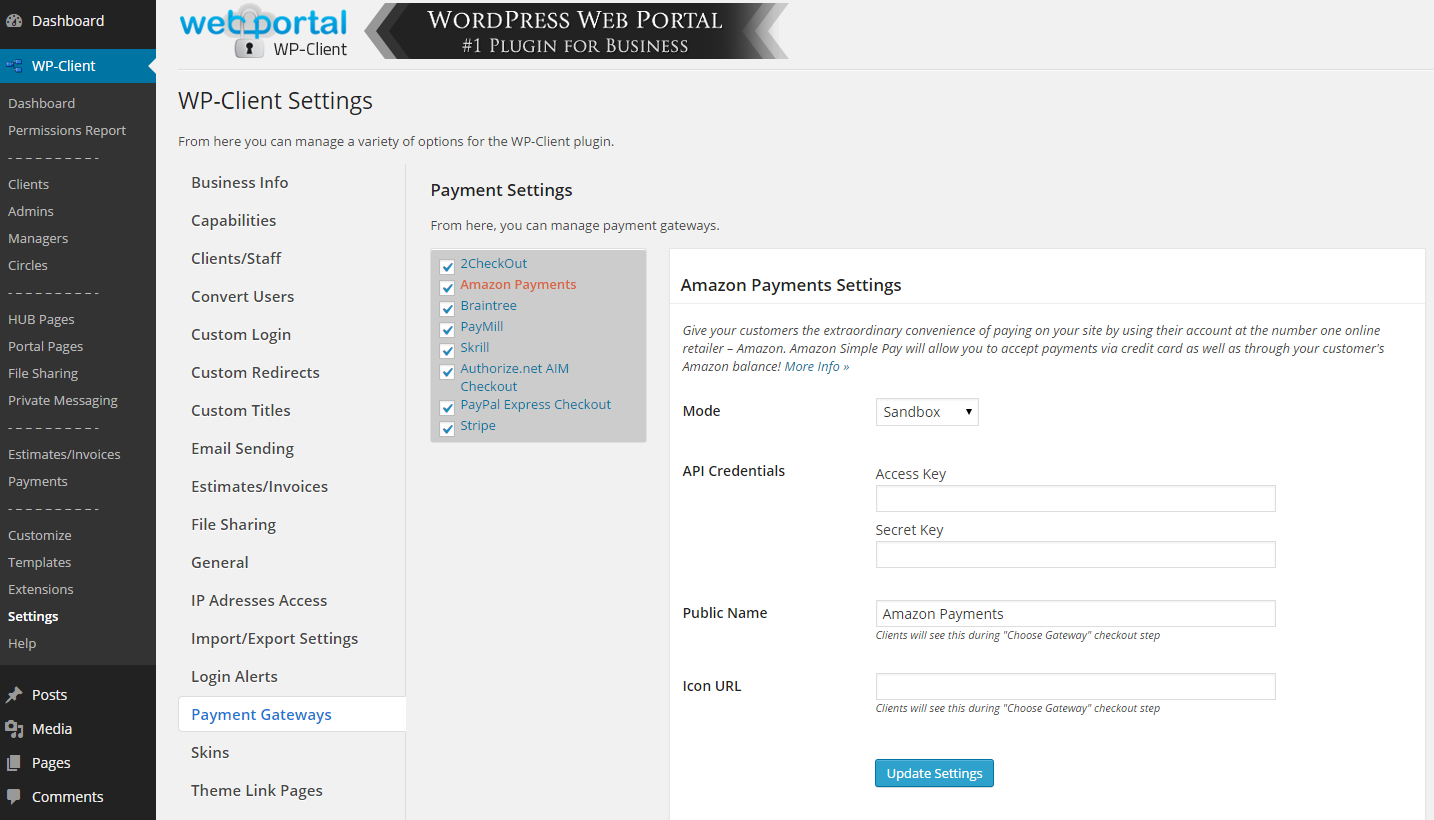 Dashboard
WP-Client
Dashboard
Permissions Report
- - - - - - - - - -
Clients
Admins
Managers
Circles
- - - - - - - - - -
HUB Pages
Portal Pages
File Sharing
Private Messaging
- - - - - - - - - -
Estimates/Invoices
Payments
- - - - - - - - - -
Customize
Templates
Extensions
Settings
Help
Posts
Media
Pages
Comments
web portal
WP-Client
WORDPRESS WEB PORTAL
#1 PLUGIN FOR BUSINESS
WP-Client Settings
From here you can manage a variety of options for the WP-Client plugin.
Business Info
Capabilities
Clients/Staff
Convert Users
Custom Login
Custom Redirects
Custom Titles
Email Sending
Estimates/Invoices
File Sharing
General
IP Adresses Access
Import/Export Settings
Login Alerts
Payment Gateways
Skins
Theme Link Pages
Payment Settings
From here, you can manage payment gateways.
2CheckOut
Amazon Payments
Braintree
PayMill
Skrill
Authorize.net AIM
Checkout
PayPal Express Checkout
Stripe
Amazon Payments Settings
Give your customers the extraordinary convenience of paying on your site by using their account at the number one online
retailer – Amazon. Amazon Simple Pay will allow you to accept payments via credit card as well as through your customer's
Amazon balance! More Info »
Mode
Sandbox
API Credentials
Access Key
Secret Key
Public Name
Amazon Payments
Clients will see this during "Choose Gateway" checkout step
Icon URL
Clients will see this during "Choose Gateway" checkout step
Update Settings